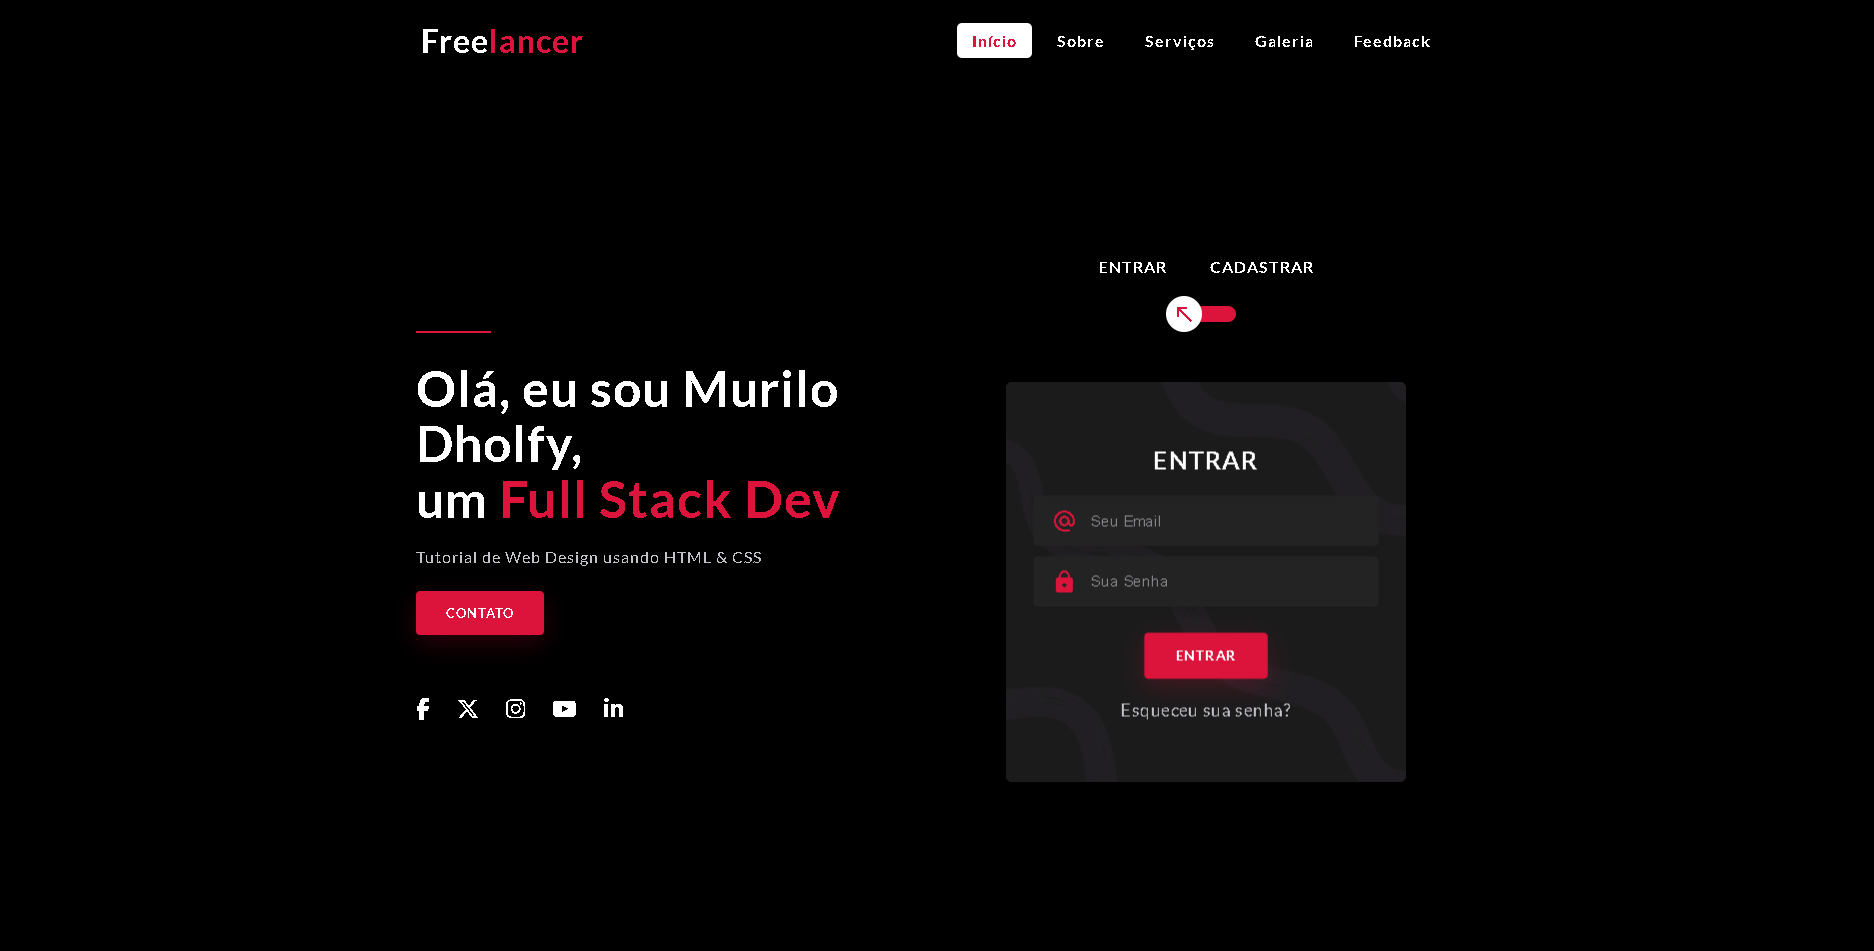 Freelancer
Início
Sobre
Serviços
Galeria
Feedback
Olá, eu sou Murilo
Dholfy,
um Full Stack Dev
Tutorial de Web Design usando HTML & CSS
CONTATO
ENTRAR
CADASTRAR
ENTRAR
Seu Email
Sua Senha
ENTRAR
Esqueceu sua senha?